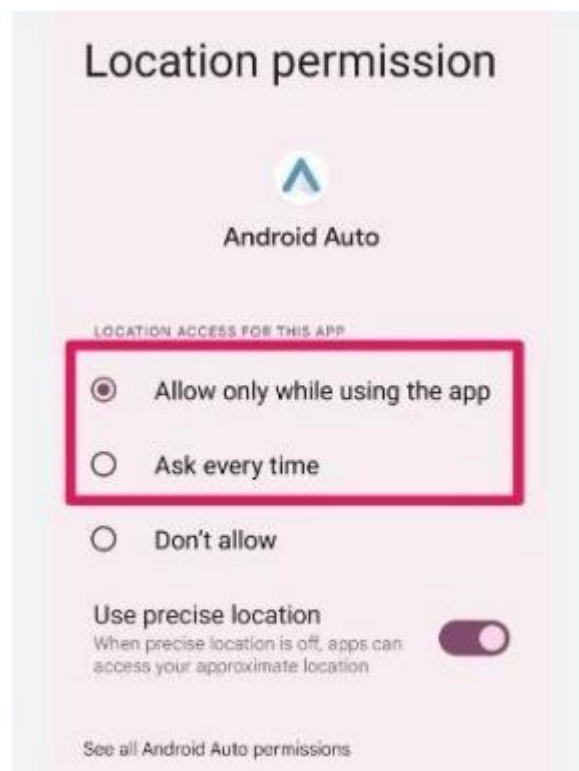 Location permission
Android Auto
LOCATION ACCESS FOR THIS APP
Allow only while using the app
Ask every time
Don't allow
Use precise location
When precise location is off, apps can
access your approximate location
See all Android Auto permissions